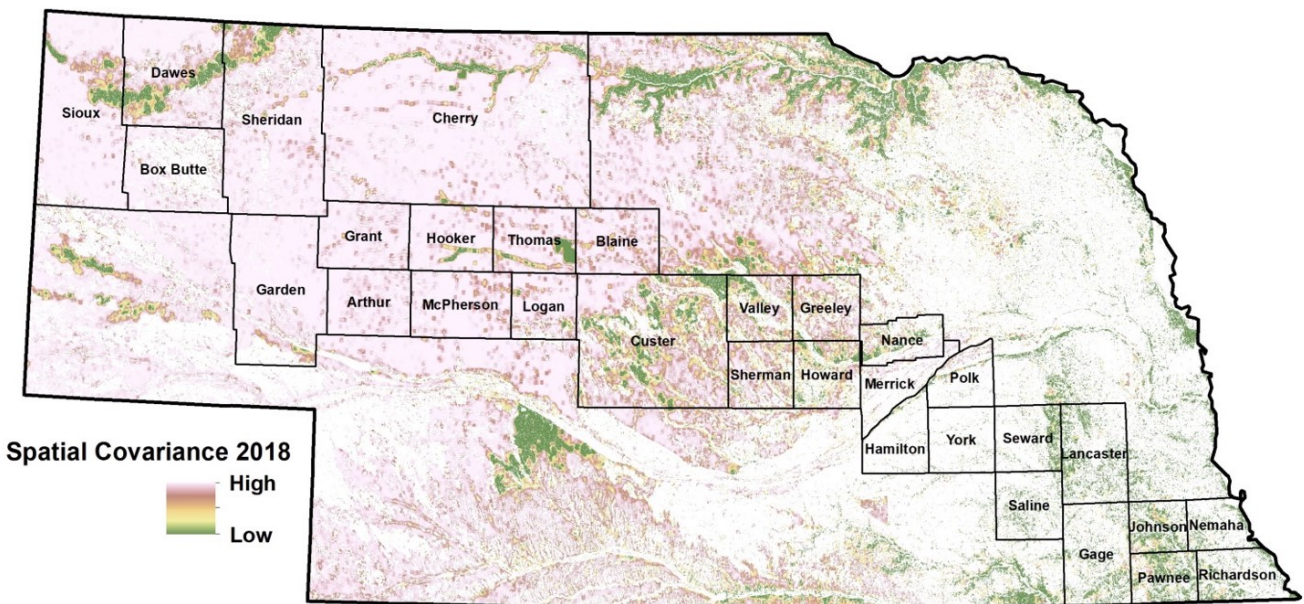 Dawes
Sioux
Sheridan
Cherry
Box Butte
Grant
Hooker
Thomas
Blaine
Garden
Arthur
McPherson
Logan
Custer
Valley
Greeley
Sherman
Howard
Nance
Merrick
Polk
Hamilton
York
Seward
Lancaster
Saline
Gage
Johnson
Nemaha
Pawnee
Richardson
Spatial Covariance 2018
High
Low